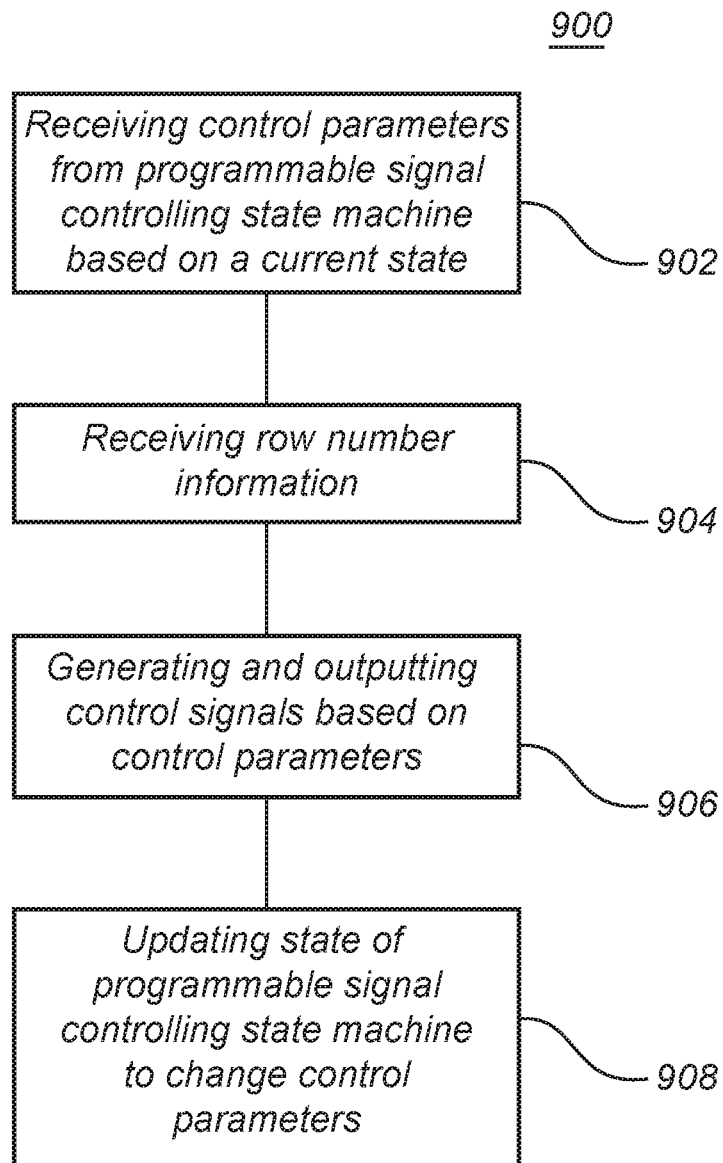 900
Receiving control parameters
from programmable signal
controlling state machine
based on a current state
902
Receiving row number
information
904
Generating and outputting
control signals based on
control parameters
906
Updating state of
programmable signal
controlling state machine
to change control
parameters
908